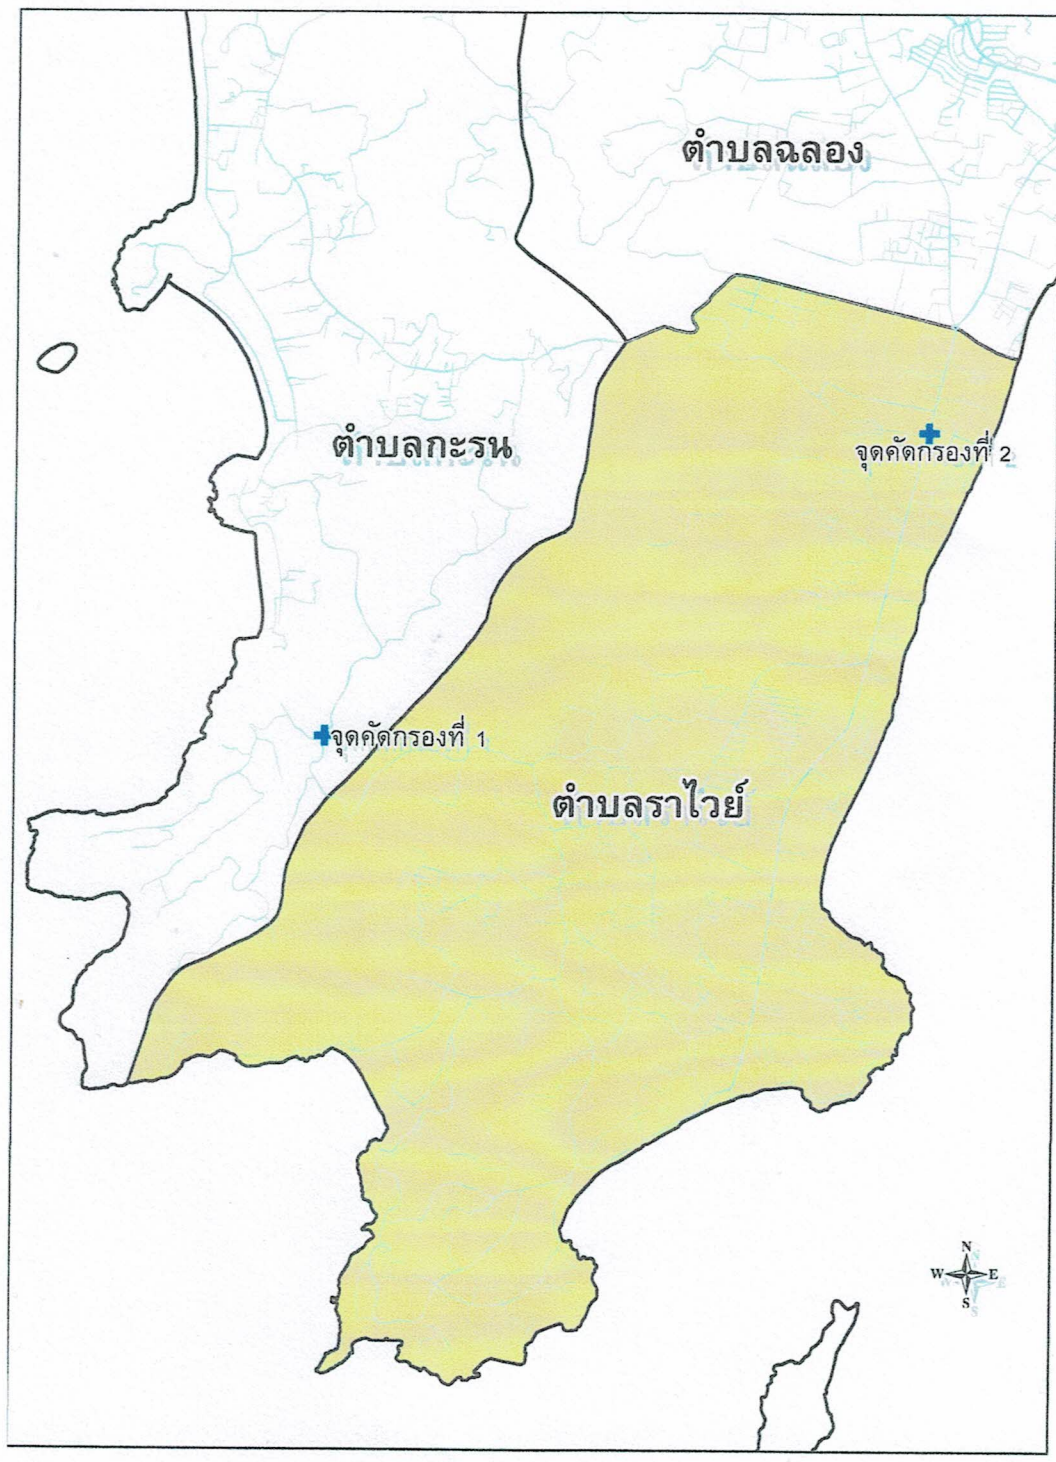 ตำบลฉลอง
ตำบลกะรน
จุดคัดกรองที่ 2
จุดคัดกรองที่ 1
ตำบลราไวย์
N
W E
S